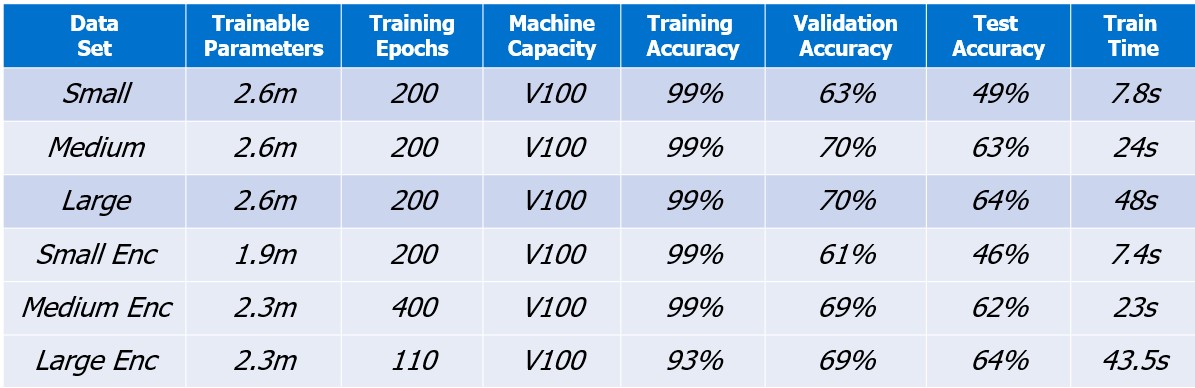 Data Set Trainable Parameters Training Epochs Machine Capacity Training Accuracy Validation Accuracy Test Accuracy Train Time
Small 2.6m 200 V100 99% 63% 49% 7.8s
Medium 2.6m 200 V100 99% 70% 63% 24s
Large 2.6m 200 V100 99% 70% 64% 48s
Small Enc 1.9m 200 V100 99% 61% 46% 7.4s
Medium Enc 2.3m 400 V100 99% 69% 62% 23s
Large Enc 2.3m 110 V100 93% 69% 64% 43.5s